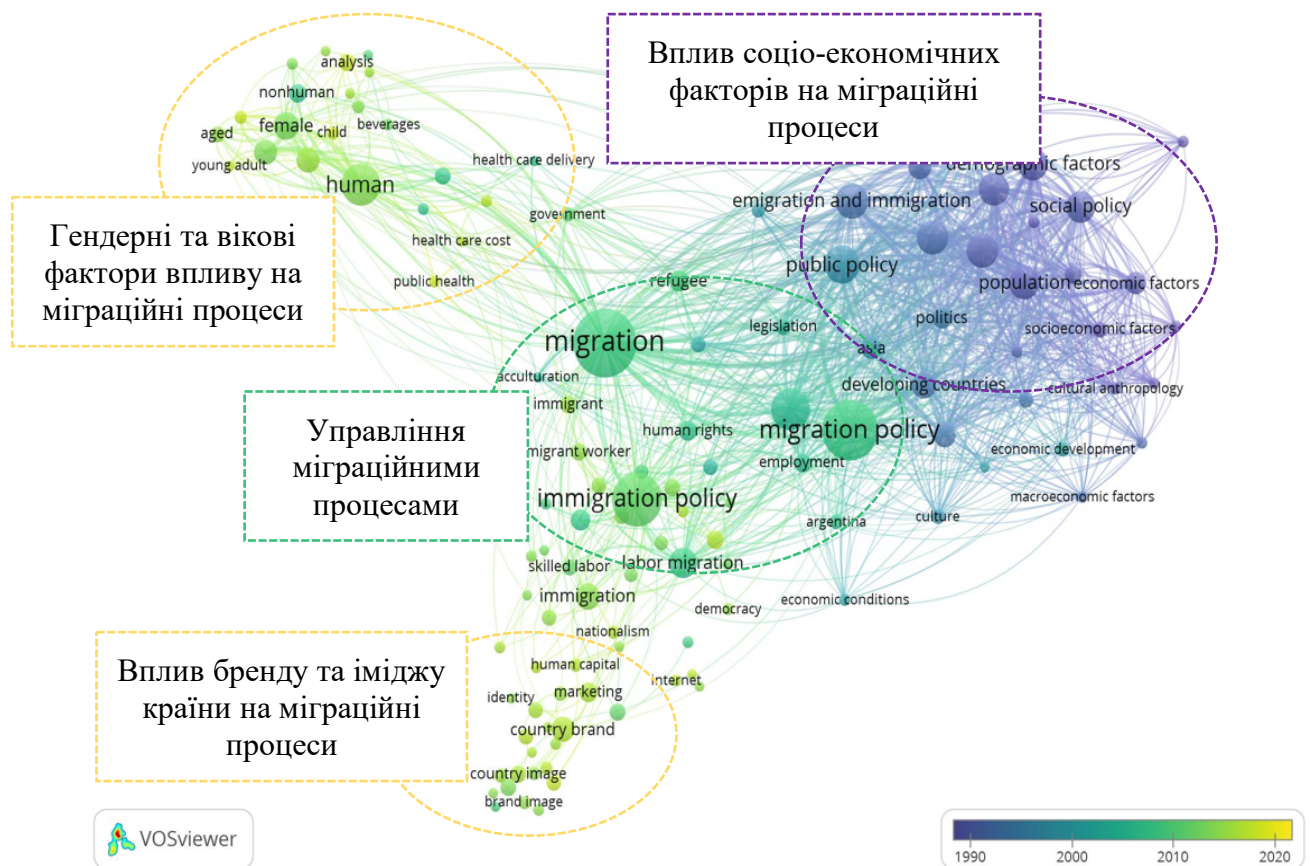 Вплив соціо-економічних
факторів на міграційні
процеси
Гендерні та вікові
фактори впливу на
міграційні процеси
Управління
міграційними
процесами
Вплив бренду та іміджу
країни на міграційні
процеси
analysis
nonhuman
female
beverages
aged
child
young adult
human
health care delivery
government
health care cost
public health
demographic factors
emigration and immigration
social policy
public policy
refugee
population
economic factors
legislation
politics
socioeconomic factors
migration
asia
acculturation
developing countries
cultural anthropology
immigrant
human rights
migration policy
migrant worker
employment
economic development
immigration policy
macroeconomic factors
argentina
culture
skilled labor
labor migration
immigration
economic conditions
democracy
nationalism
human capital
internet
identity
marketing
country brand
country image
brand image
VOSviewer
1990
2000
2010
2020